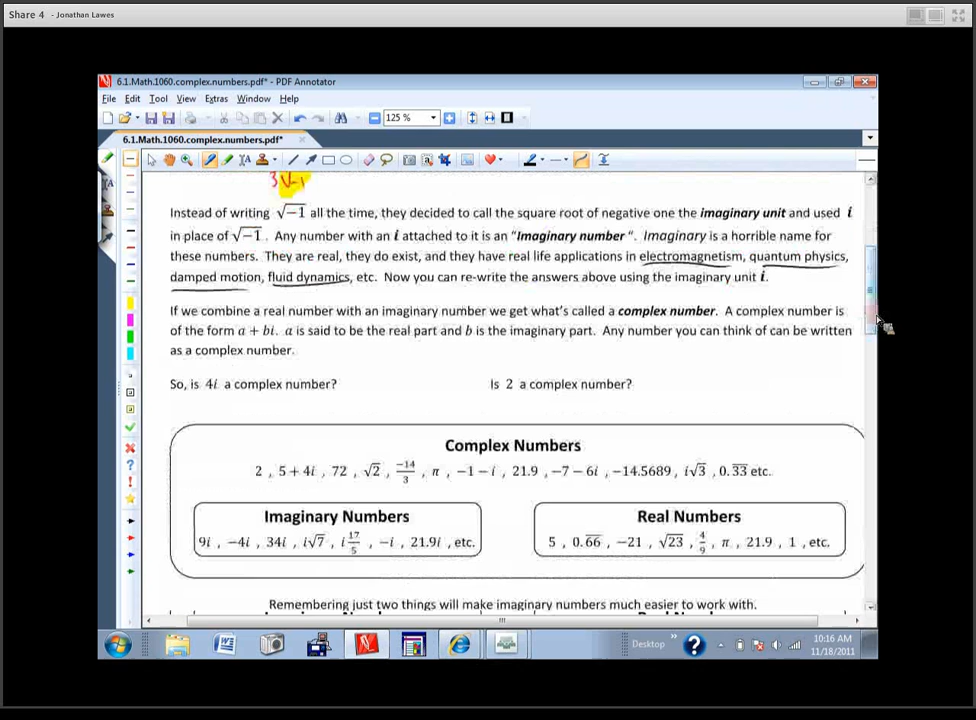 Share 4 - Jonathan Lawes
6.1.Math.1060.complex.numbers.pdf* - PDF Annotator
File Edit Tool View Extras Window Help
125 %
6.1.Math.1060.complex.numbers.pdf*
3√-1
Instead of writing √−1 all the time, they decided to call the square root of negative one the imaginary unit and used i
in place of √−1 . Any number with an i attached to it is an "Imaginary number ". Imaginary is a horrible name for
these numbers. They are real, they do exist, and they have real life applications in electromagnetism, quantum physics,
damped motion, fluid dynamics, etc. Now you can re-write the answers above using the imaginary unit i.
If we combine a real number with an imaginary number we get what's called a complex number. A complex number is
of the form a + bi. a is said to be the real part and b is the imaginary part. Any number you can think of can be written
as a complex number.
So, is 4i a complex number? Is 2 a complex number?
Complex Numbers
2 , 5 + 4i , 72 , √2 , −14/3 , π , −1 − i , 21.9 , −7 − 6i , −14.5689 , i√3 , 0.3̅3̅ etc.
Imaginary Numbers
9i , −4i , 34i , i√7 , i 17/5 , −i , 21.9i , etc.
Real Numbers
5 , 0.6̅6̅ , −21 , √23 , 4/9 , π , 21.9 , 1 , etc.
Remembering just two things will make imaginary numbers much easier to work with.
Desktop
10:16 AM
11/18/2011